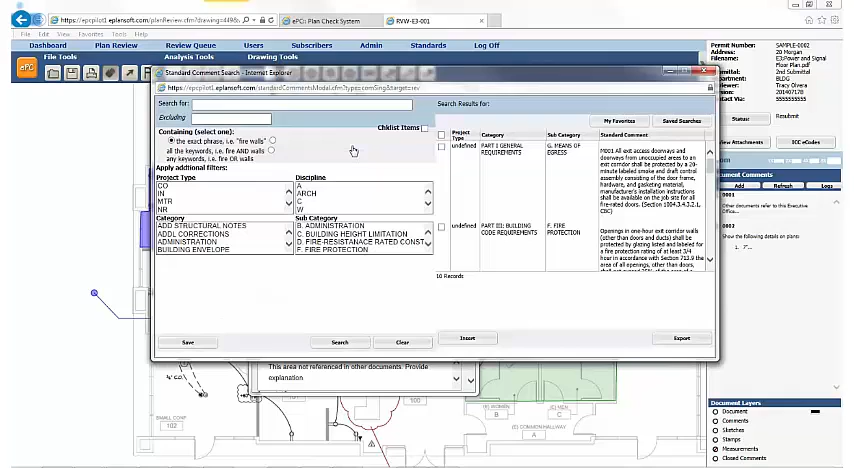 https://epcpilot1.eplansoft.com/planReview.cfm?drawing=449&
ePC: Plan Check System
RVW-E3-001
File Edit View Favorites Tools Help
Dashboard Plan Review Review Queue Users Subscribers Admin Standards Log Off
File Tools Analysis Tools Drawing Tools
ePC
Permit Number: SAMPLE-0002
Address: 20 Morgan
Filename: E3:Power and Signal Floor Plan.pdf
2nd Submittal
Department: BLDG
201407178
Tracy Olvera
5555555555
Status: Resubmit
View Attachments ICC eCodes
Add Refresh Logs
0001
Other documents refer to this Executive Office...
0002
Show the following details on plans:
1. 7"...
Standard Comment Search - Internet Explorer
https://epcpilot1.eplansoft.com/standardCommentsModal.cfm?type=comSing&target=rev
Search for:
Excluding
Chklist Items
Containing (select one):
the exact phrase, i.e. "fire walls"
all the keywords, i.e. fire AND walls
any keywords, i.e. fire OR walls
Apply additional filters:
Project Type
CO
IN
MTR
NR
Discipline
A
ARCH
C
W
Category
ADD STRUCTURAL NOTES
ADDL CORRECTIONS
ADMINISTRATION
BUILDING ENVELOPE
Sub Category
B. ADMINISTRATION
C. BUILDING HEIGHT LIMITATION
D. FIRE-RESISTANACE RATED CONST
F. FIRE PROTECTION
Save Search Clear
Search Results for:
My Favorites Saved Searches
Project Type Category Sub Category Standard Comment
undefined PART I GENERAL REQUIREMENTS G. MEANS OF EGRESS
M001 All exit access doorways and
doorways from unoccupied areas to an
exit corridor shall be protected by a 20-
minute labeled smoke and draft control
assembly consisting of the door frame,
hardware, and gasketing material,
manufacturer's installation instructions
shall be available on the job site for
all fire-rated doors. (Section 1004.3.4.3.2.1,
CBC)
undefined PART III: BUILDING CODE REQUIREMENTS F. FIRE PROTECTION
Openings in one-hour exit corridor walls
(other than doors and ducts) shall be
protected by glazing listed and labeled
for a fire protection rating of at least 3/4
hour in accordance with Section 713.9 the
area of all openings, other than doors,
10 Records
Insert Export
This area not referenced in other documents. Provide
explanation.
SMALL CONF.
102
100
(E) WOMEN
B
(E) MEN
C
(E) COMMON HALLWAY
A
Document Layers
Document
Comments
Sketches
Stamps
Measurements
Closed Comments